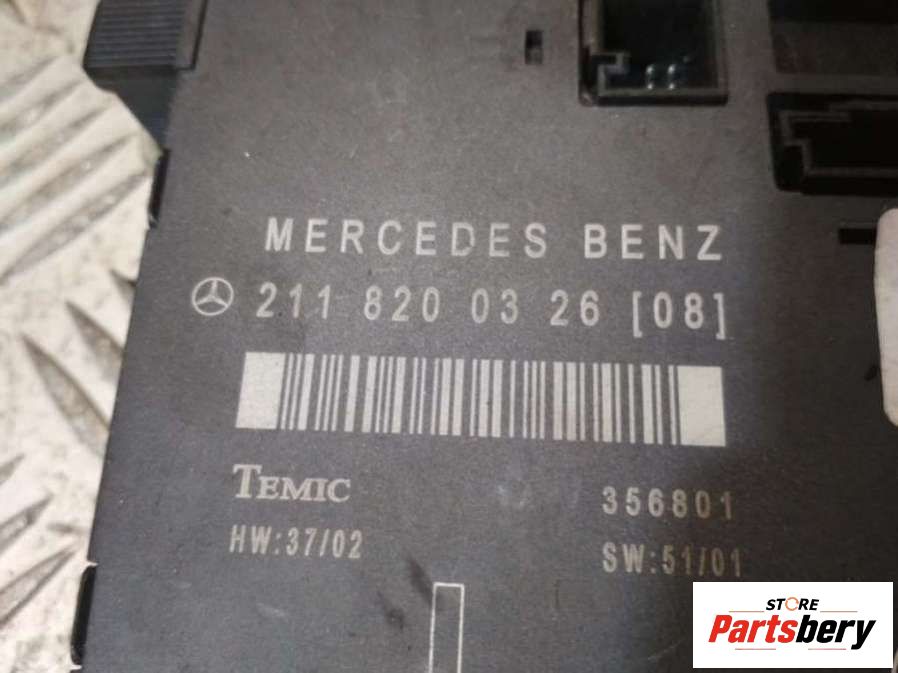 MERCEDES BENZ
211 820 03 26 [08]
TEMIC
356801
HW:37/02
SW:51/01
STORE
Partsbery